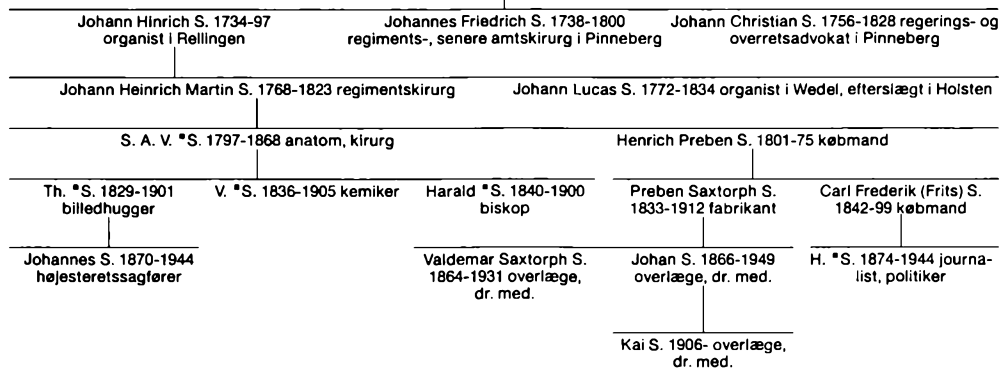 Johann Hinrich S. 1734-97
organist i Rellingen
Johannes Friedrich S. 1738-1800
regiments-, senere amtskirurg i Pinneberg
Johann Christian S. 1756-1828 regerings- og
overretsadvokat i Pinneberg
Johann Heinrich Martin S. 1768-1823 regimentskirurg
Johann Lucas S. 1772-1834 organist i Wedel, efterslægt i Holsten
S. A. V. *S. 1797-1868 anatom, kirurg
Henrich Preben S. 1801-75 købmand
Th. *S. 1829-1901
billedhugger
V. *S. 1836-1905 kemiker
Harald *S. 1840-1900
biskop
Preben Saxtorph S.
1833-1912 fabrikant
Carl Frederik (Frits) S.
1842-99 købmand
Johannes S. 1870-1944
højesteretssagfører
Valdemar Saxtorph S.
1864-1931 overlæge,
dr. med.
Johan S. 1866-1949
overlæge, dr. med.
H. *S. 1874-1944 journa-
list, politiker
Kai S. 1906- overlæge,
dr. med.